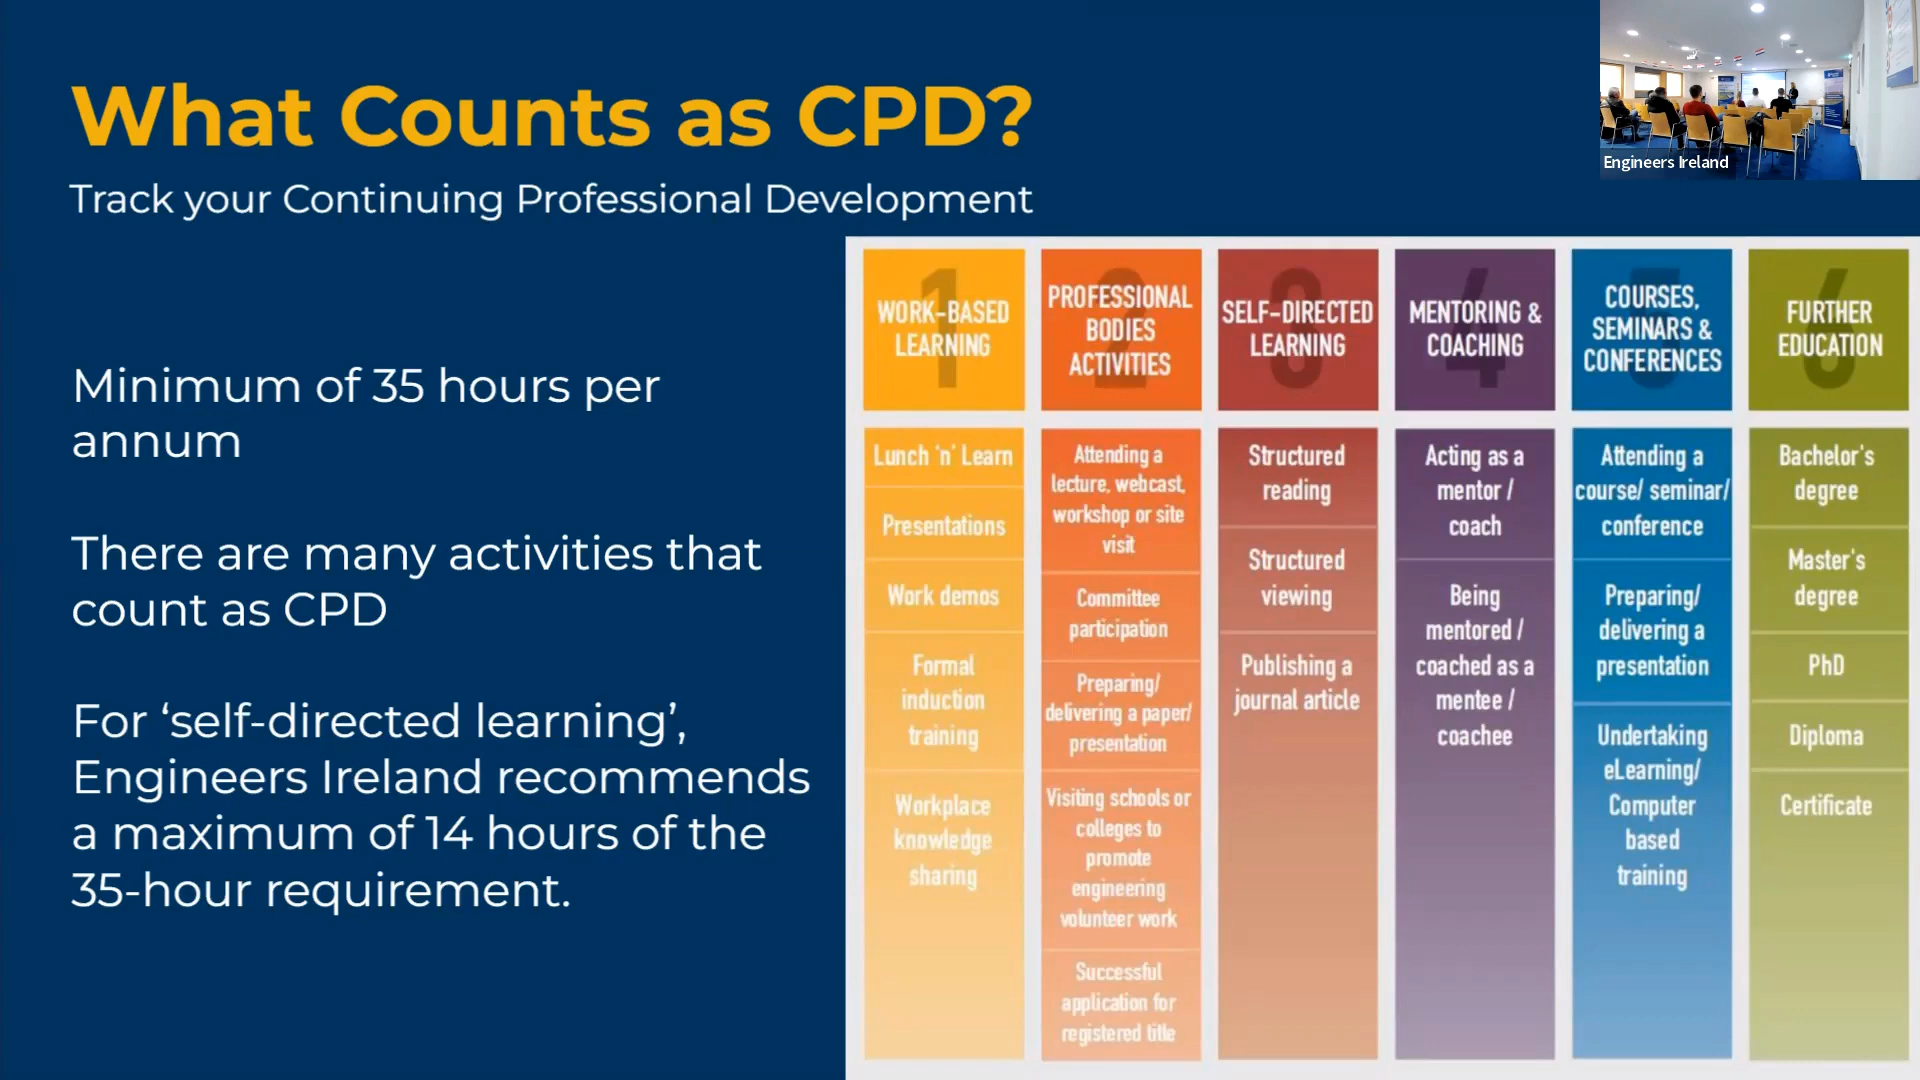 What Counts as CPD?
Track your Continuing Professional Development
Engineers Ireland
Minimum of 35 hours per
annum
There are many activities that
count as CPD
For ‘self-directed learning’,
Engineers Ireland recommends
a maximum of 14 hours of the
35-hour requirement.
1
WORK-BASED
LEARNING
Lunch 'n' Learn
Presentations
Work demos
Formal
induction
training
Workplace
knowledge
sharing
2
PROFESSIONAL
BODIES
ACTIVITIES
Attending a
lecture, webcast,
workshop or site
visit
Committee
participation
Preparing/
delivering a paper/
presentation
Visiting schools or
colleges to
promote
engineering
volunteer work
Successful
application for
registered title
3
SELF-DIRECTED
LEARNING
Structured
reading
Structured
viewing
Publishing a
journal article
4
MENTORING &
COACHING
Acting as a
mentor /
coach
Being
mentored /
coached as a
mentee /
coachee
5
COURSES,
SEMINARS &
CONFERENCES
Attending a
course/ seminar/
conference
Preparing/
delivering a
presentation
Undertaking
eLearning/
Computer
based
training
6
FURTHER
EDUCATION
Bachelor's
degree
Master's
degree
PhD
Diploma
Certificate